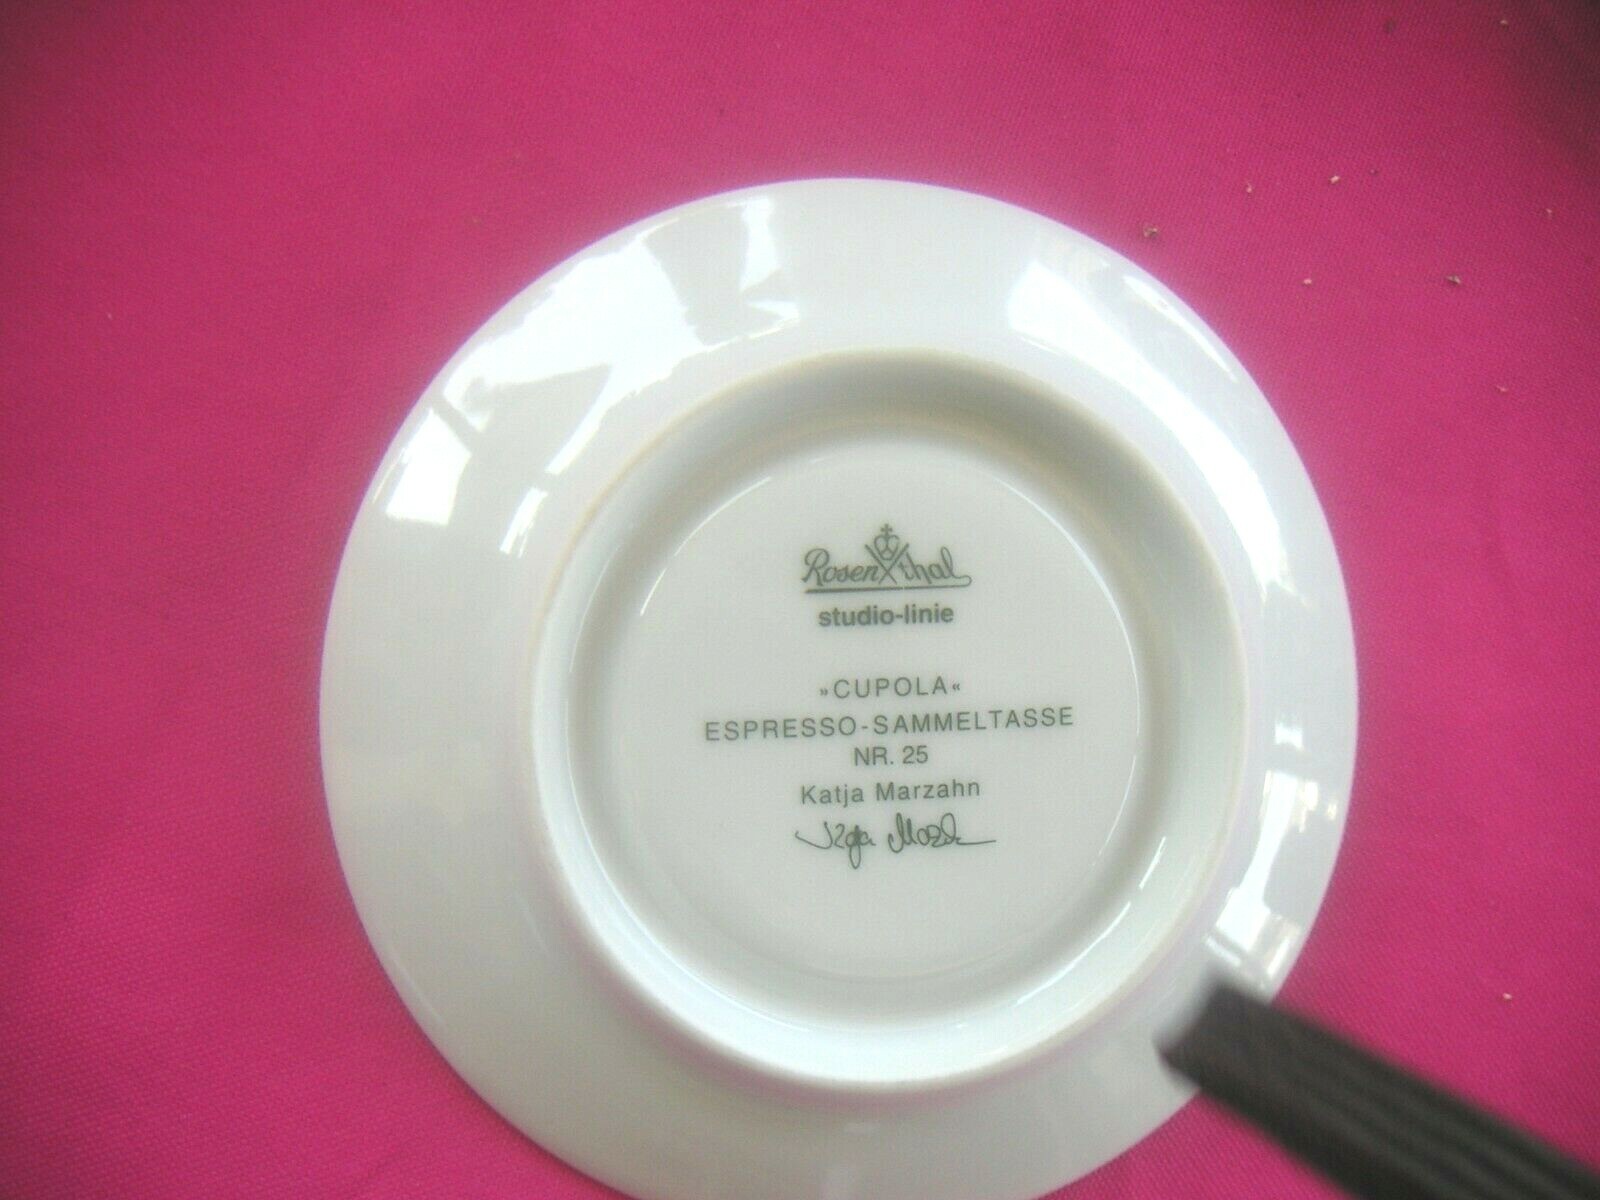 Rosenthal
studio-linie
»CUPOLA«
ESPRESSO-SAMMELTASSE
NR. 25
Katja Marzahn